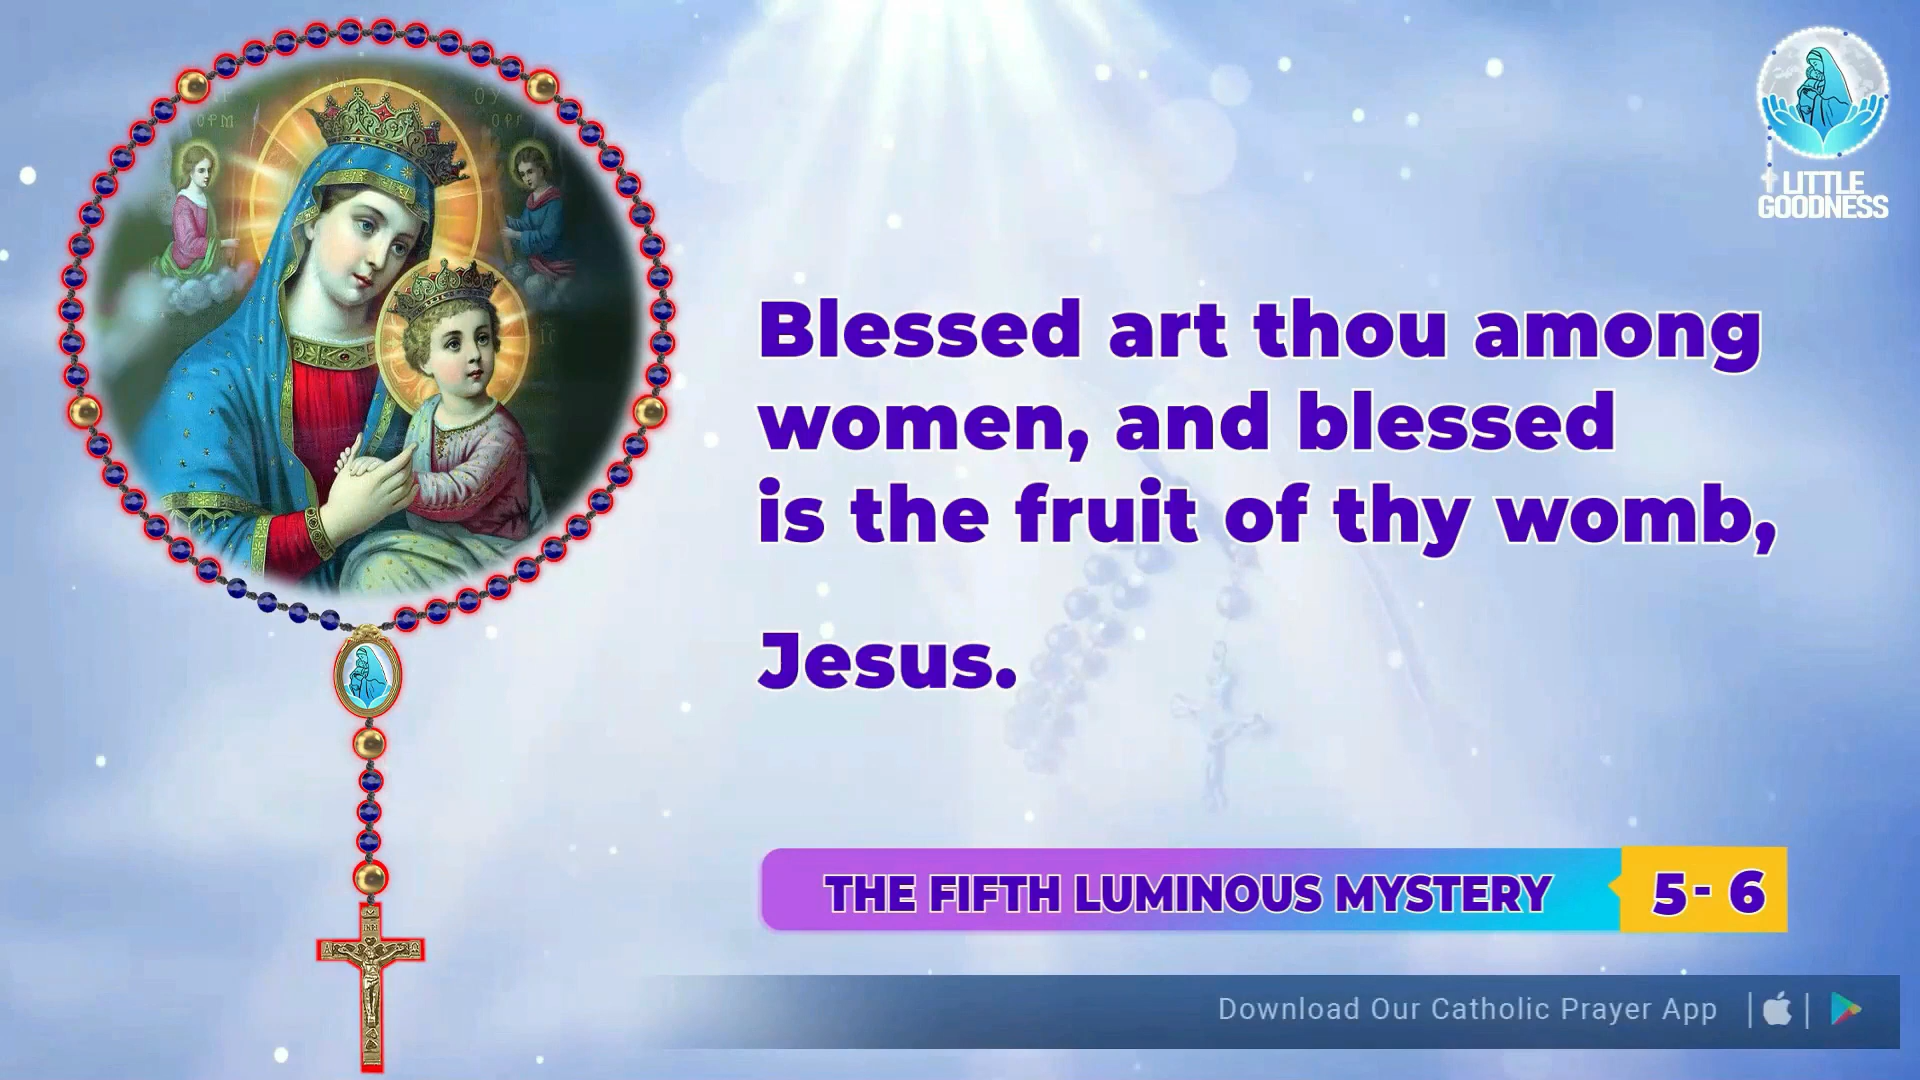 LITTLE
GOODNESS
Blessed art thou among
women, and blessed
is the fruit of thy womb,
Jesus.
THE FIFTH LUMINOUS MYSTERY
5- 6
Download Our Catholic Prayer App
INRI